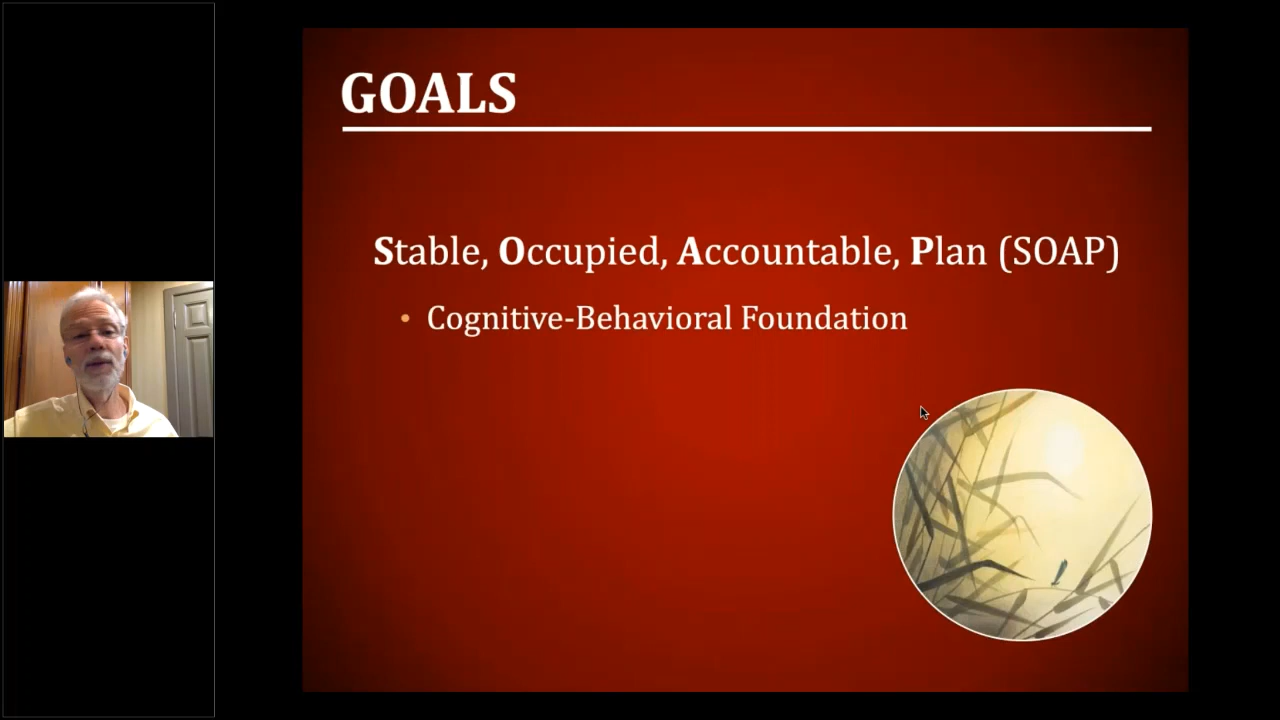 GOALS
Stable, Occupied, Accountable, Plan (SOAP)
• Cognitive-Behavioral Foundation